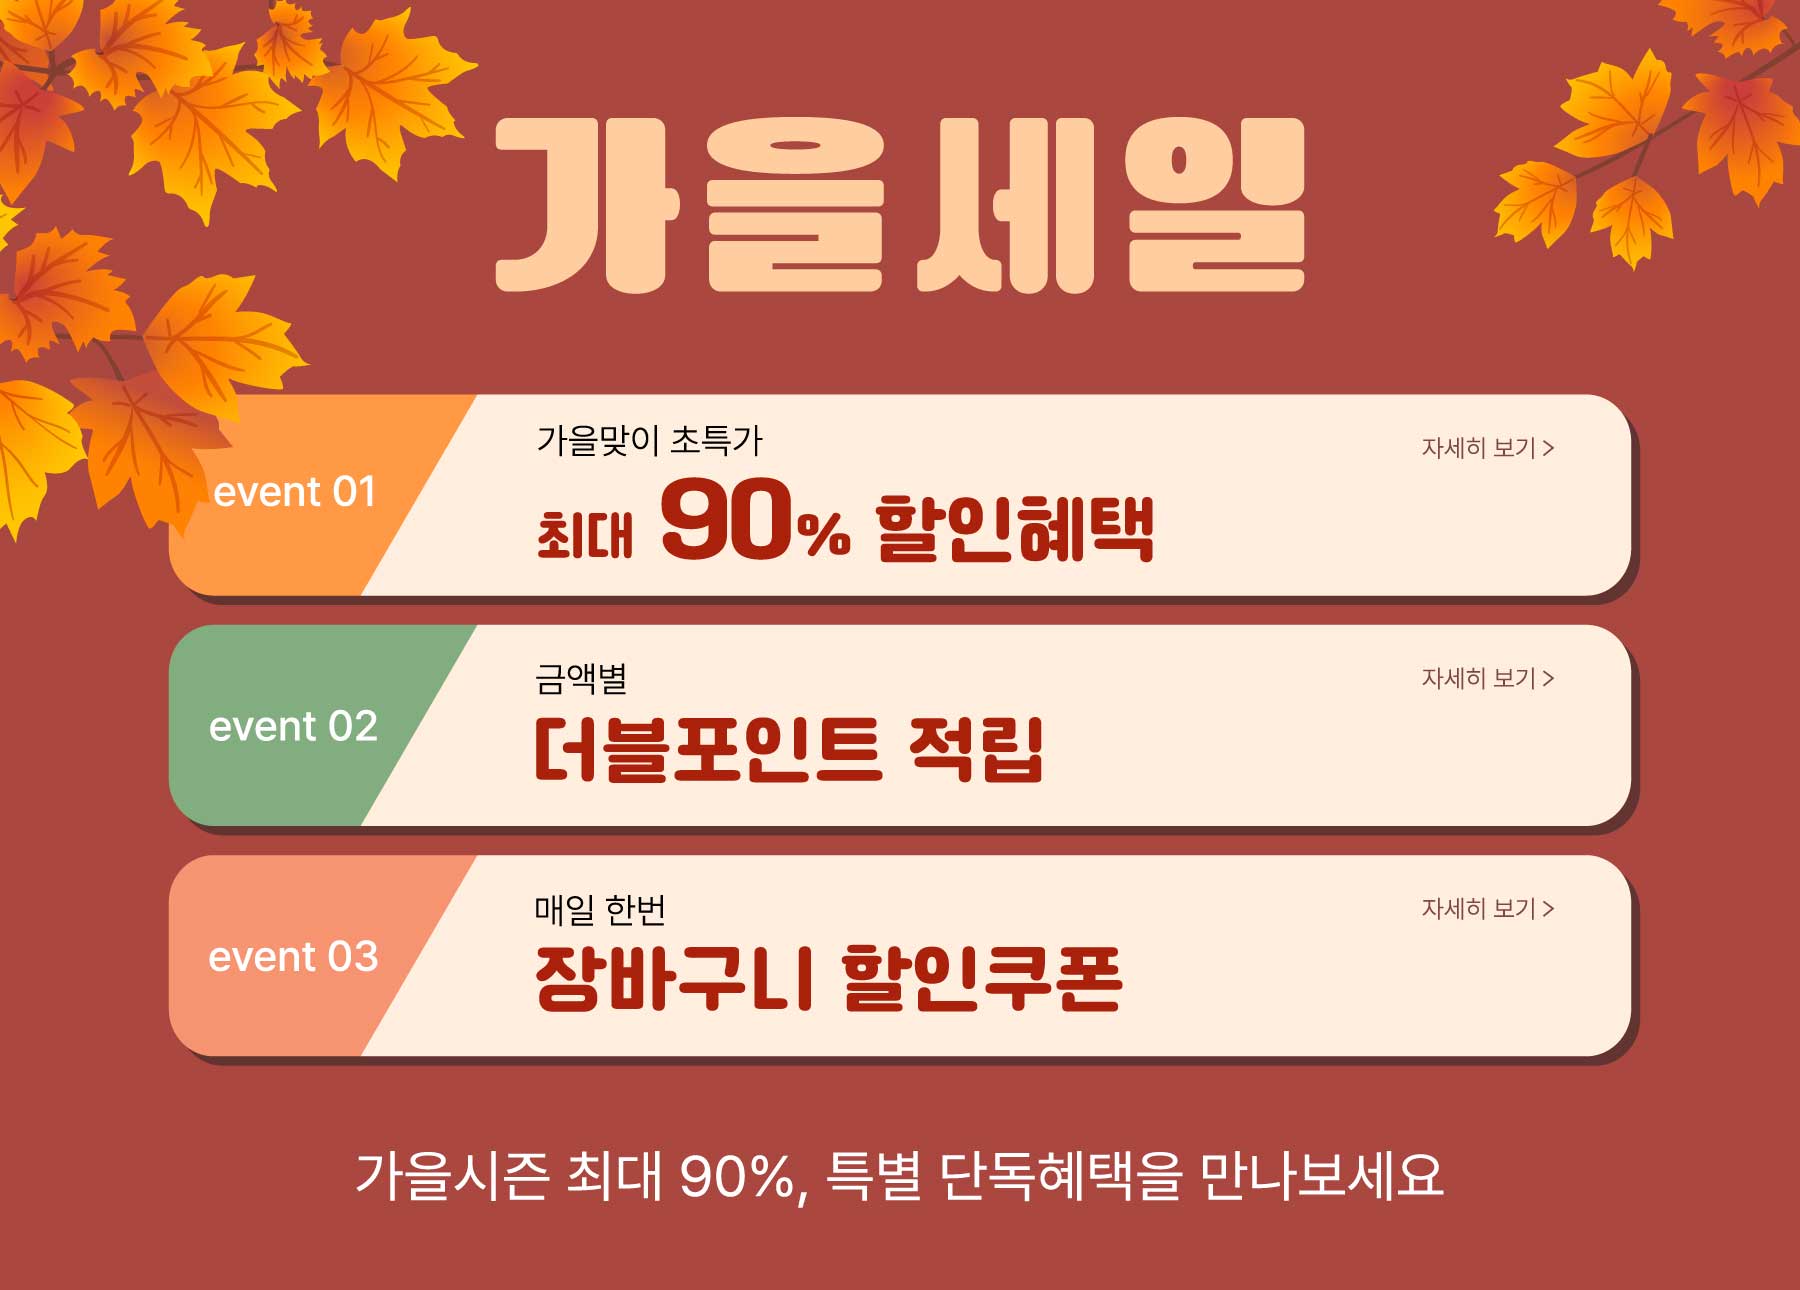 가을세일
event 01
가을맞이 초특가
자세히 보기 >
최대 90% 할인혜택
event 02
금액별
자세히 보기 >
더블포인트 적립
event 03
매일 한번
자세히 보기 >
장바구니 할인쿠폰
가을시즌 최대 90%, 특별 단독혜택을 만나보세요